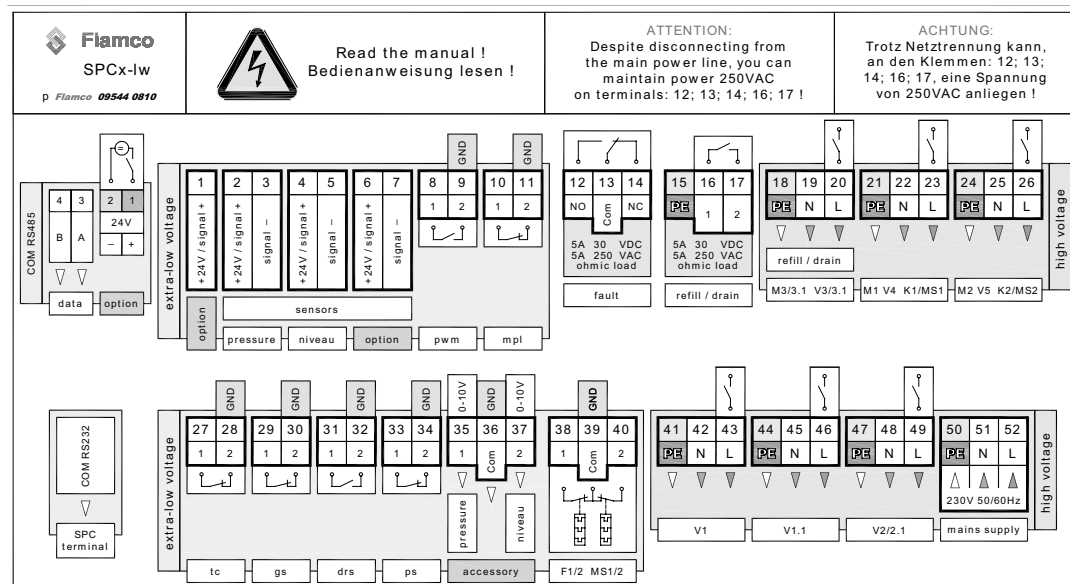 Flamco
SPCx-lw
p Flamco 09544 0810
Read the manual !
Bedienanweisung lesen !
ATTENTION:
Despite disconnecting from
the main power line, you can
maintain power 250VAC
on terminals: 12; 13; 14; 16; 17 !
ACHTUNG:
Trotz Netztrennung kann,
an den Klemmen: 12; 13;
14; 16; 17, eine Spannung
von 250VAC anliegen !
COM RS485
4 3
B A
data
2 1
24V
– +
option
extra-low voltage
GND GND
1 2 3 4 5 6 7 8 9 10 11
+24V / signal + +24V / signal + signal – +24V / signal + signal – +24V / signal + signal – 1 2 1 2
option
sensors
pressure niveau option pwm mpl
12 13 14
NO Com NC
5A 30 VDC
5A 250 VAC
ohmic load
fault
15 16 17
PE 1 2
5A 30 VDC
5A 250 VAC
ohmic load
refill / drain
18 19 20 21 22 23 24 25 26
PE N L PE N L PE N L
refill / drain
M3/3.1 V3/3.1 M1 V4 K1/MS1 M2 V5 K2/MS2
high voltage
COM RS232
SPC
terminal
extra-low voltage
GND GND GND GND 0-10V GND 0-10V GND
27 28 29 30 31 32 33 34 35 36 37 38 39 40
1 2 1 2 1 2 1 2 1 Com 2 1 Com 2
pressure niveau
tc gs drs ps accessory F1/2 MS1/2
41 42 43 44 45 46 47 48 49 50 51 52
PE N L PE N L PE N L PE N L
230V 50/60Hz
V1 V1.1 V2/2.1 mains supply
high voltage